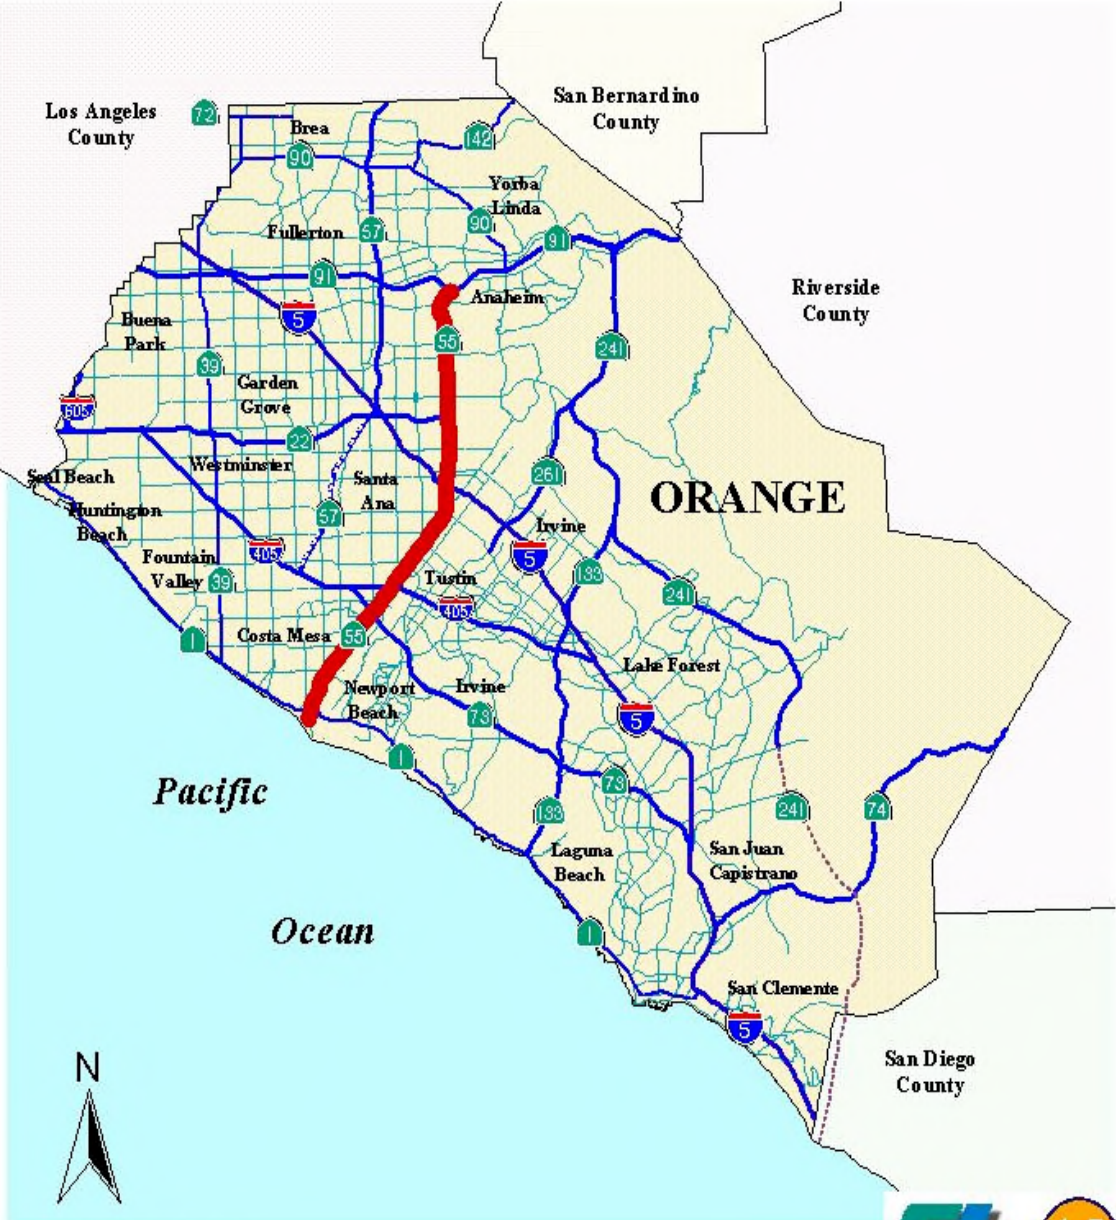 San Bernardino
County
Los Angeles
County
72
Brea
142
90
Yorba
Linda
90
57
Fullerton
91
91
Anaheim
Riverside
County
5
Buena
Park
55
241
39
Garden
Grove
605
22
Westminster
261
Seal Beach
Santa
Ana
ORANGE
Huntington
Beach
57
Irvine
405
5
Fountain
Valley
39
Tustin
133
241
405
1
Costa Mesa
55
Lake Forest
Newport
Beach
Irvine
73
5
1
Pacific
73
133
241
74
Laguna
Beach
San Juan
Capistrano
Ocean
1
San Clemente
5
N
San Diego
County